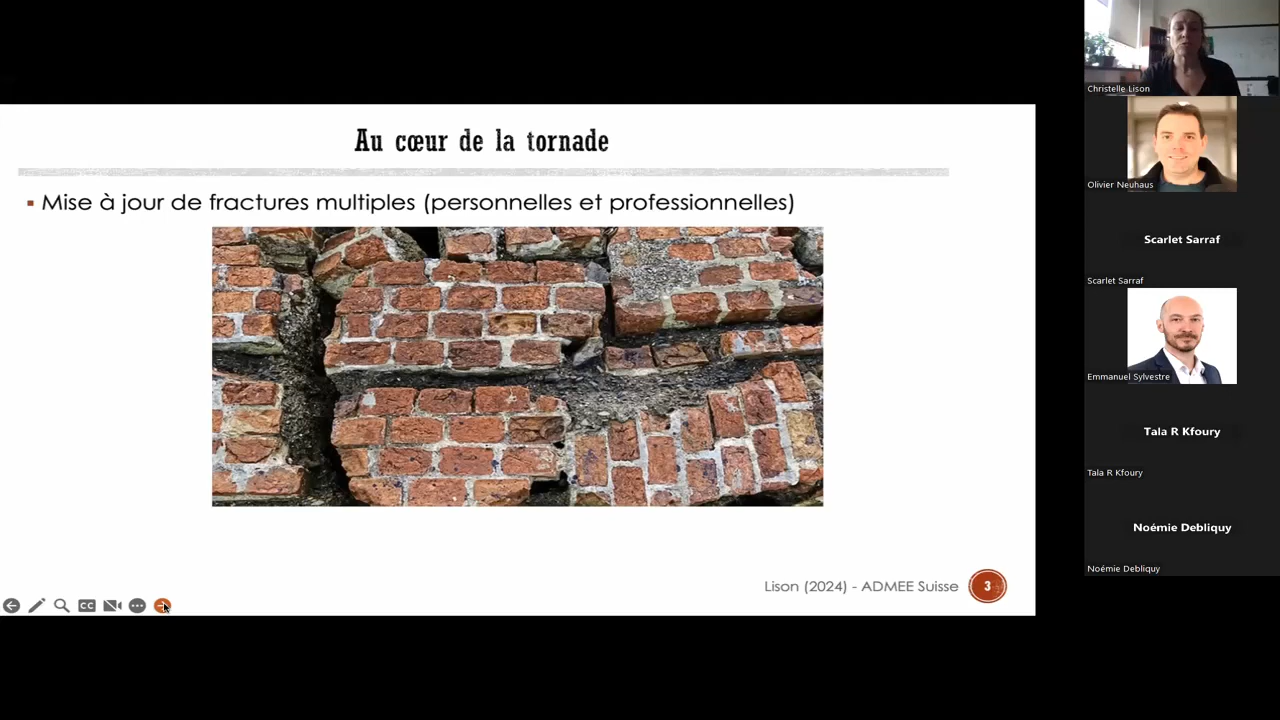 Au cœur de la tornade
▪ Mise à jour de fractures multiples (personnelles et professionnelles)
Lison (2024) - ADMEE Suisse
3
CC
Christelle Lison
Olivier Neuhaus
Scarlet Sarraf
Scarlet Sarraf
Emmanuel Sylvestre
Tala R Kfoury
Tala R Kfoury
Noémie Debliquy
Noémie Debliquy